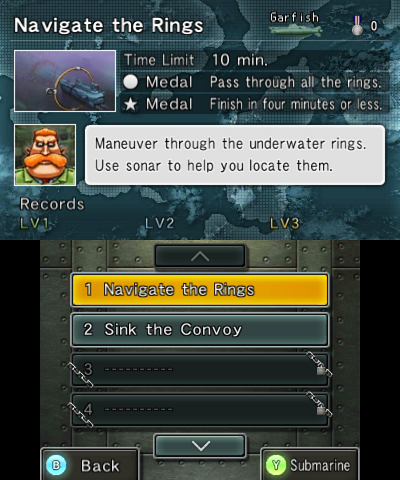 Navigate the Rings
Garfish
0
Time Limit 10 min.
Medal Pass through all the rings.
★ Medal Finish in four minutes or less.
Maneuver through the underwater rings.
Use sonar to help you locate them.
Records
LV1 LV2 LV3
1 Navigate the Rings
2 Sink the Convoy
3 ----------
4 ----------
B Back
Y Submarine